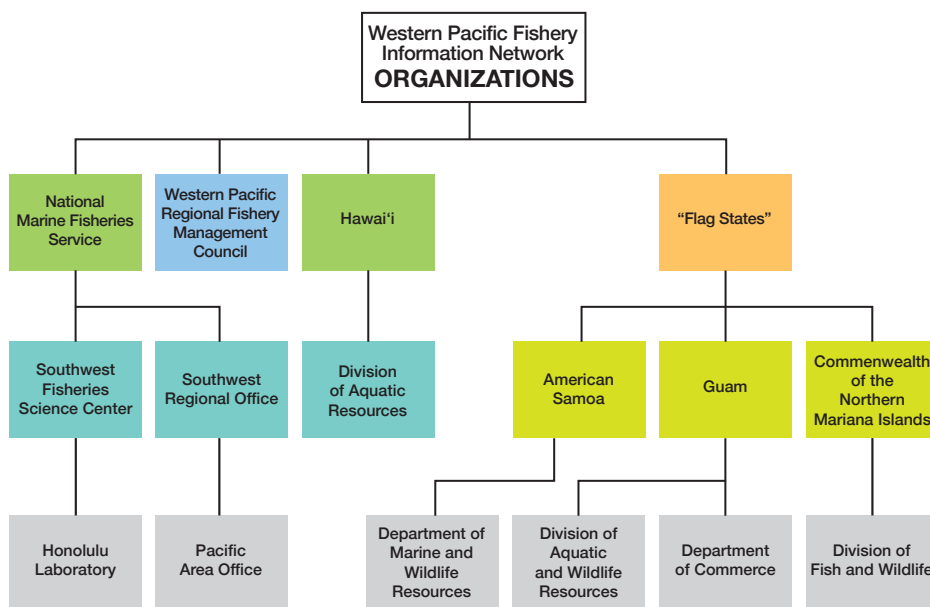 Western Pacific Fishery
Information Network
ORGANIZATIONS
National
Marine Fisheries
Service
Western Pacific
Regional Fishery
Management
Council
Hawai‘i
“Flag States”
Southwest
Fisheries
Science Center
Southwest
Regional Office
Division
of Aquatic
Resources
American
Samoa
Guam
Commonwealth
of the
Northern
Mariana Islands
Honolulu
Laboratory
Pacific
Area Office
Department of
Marine and
Wildlife
Resources
Division of
Aquatic
and Wildlife
Resources
Department
of Commerce
Division of
Fish and Wildlife